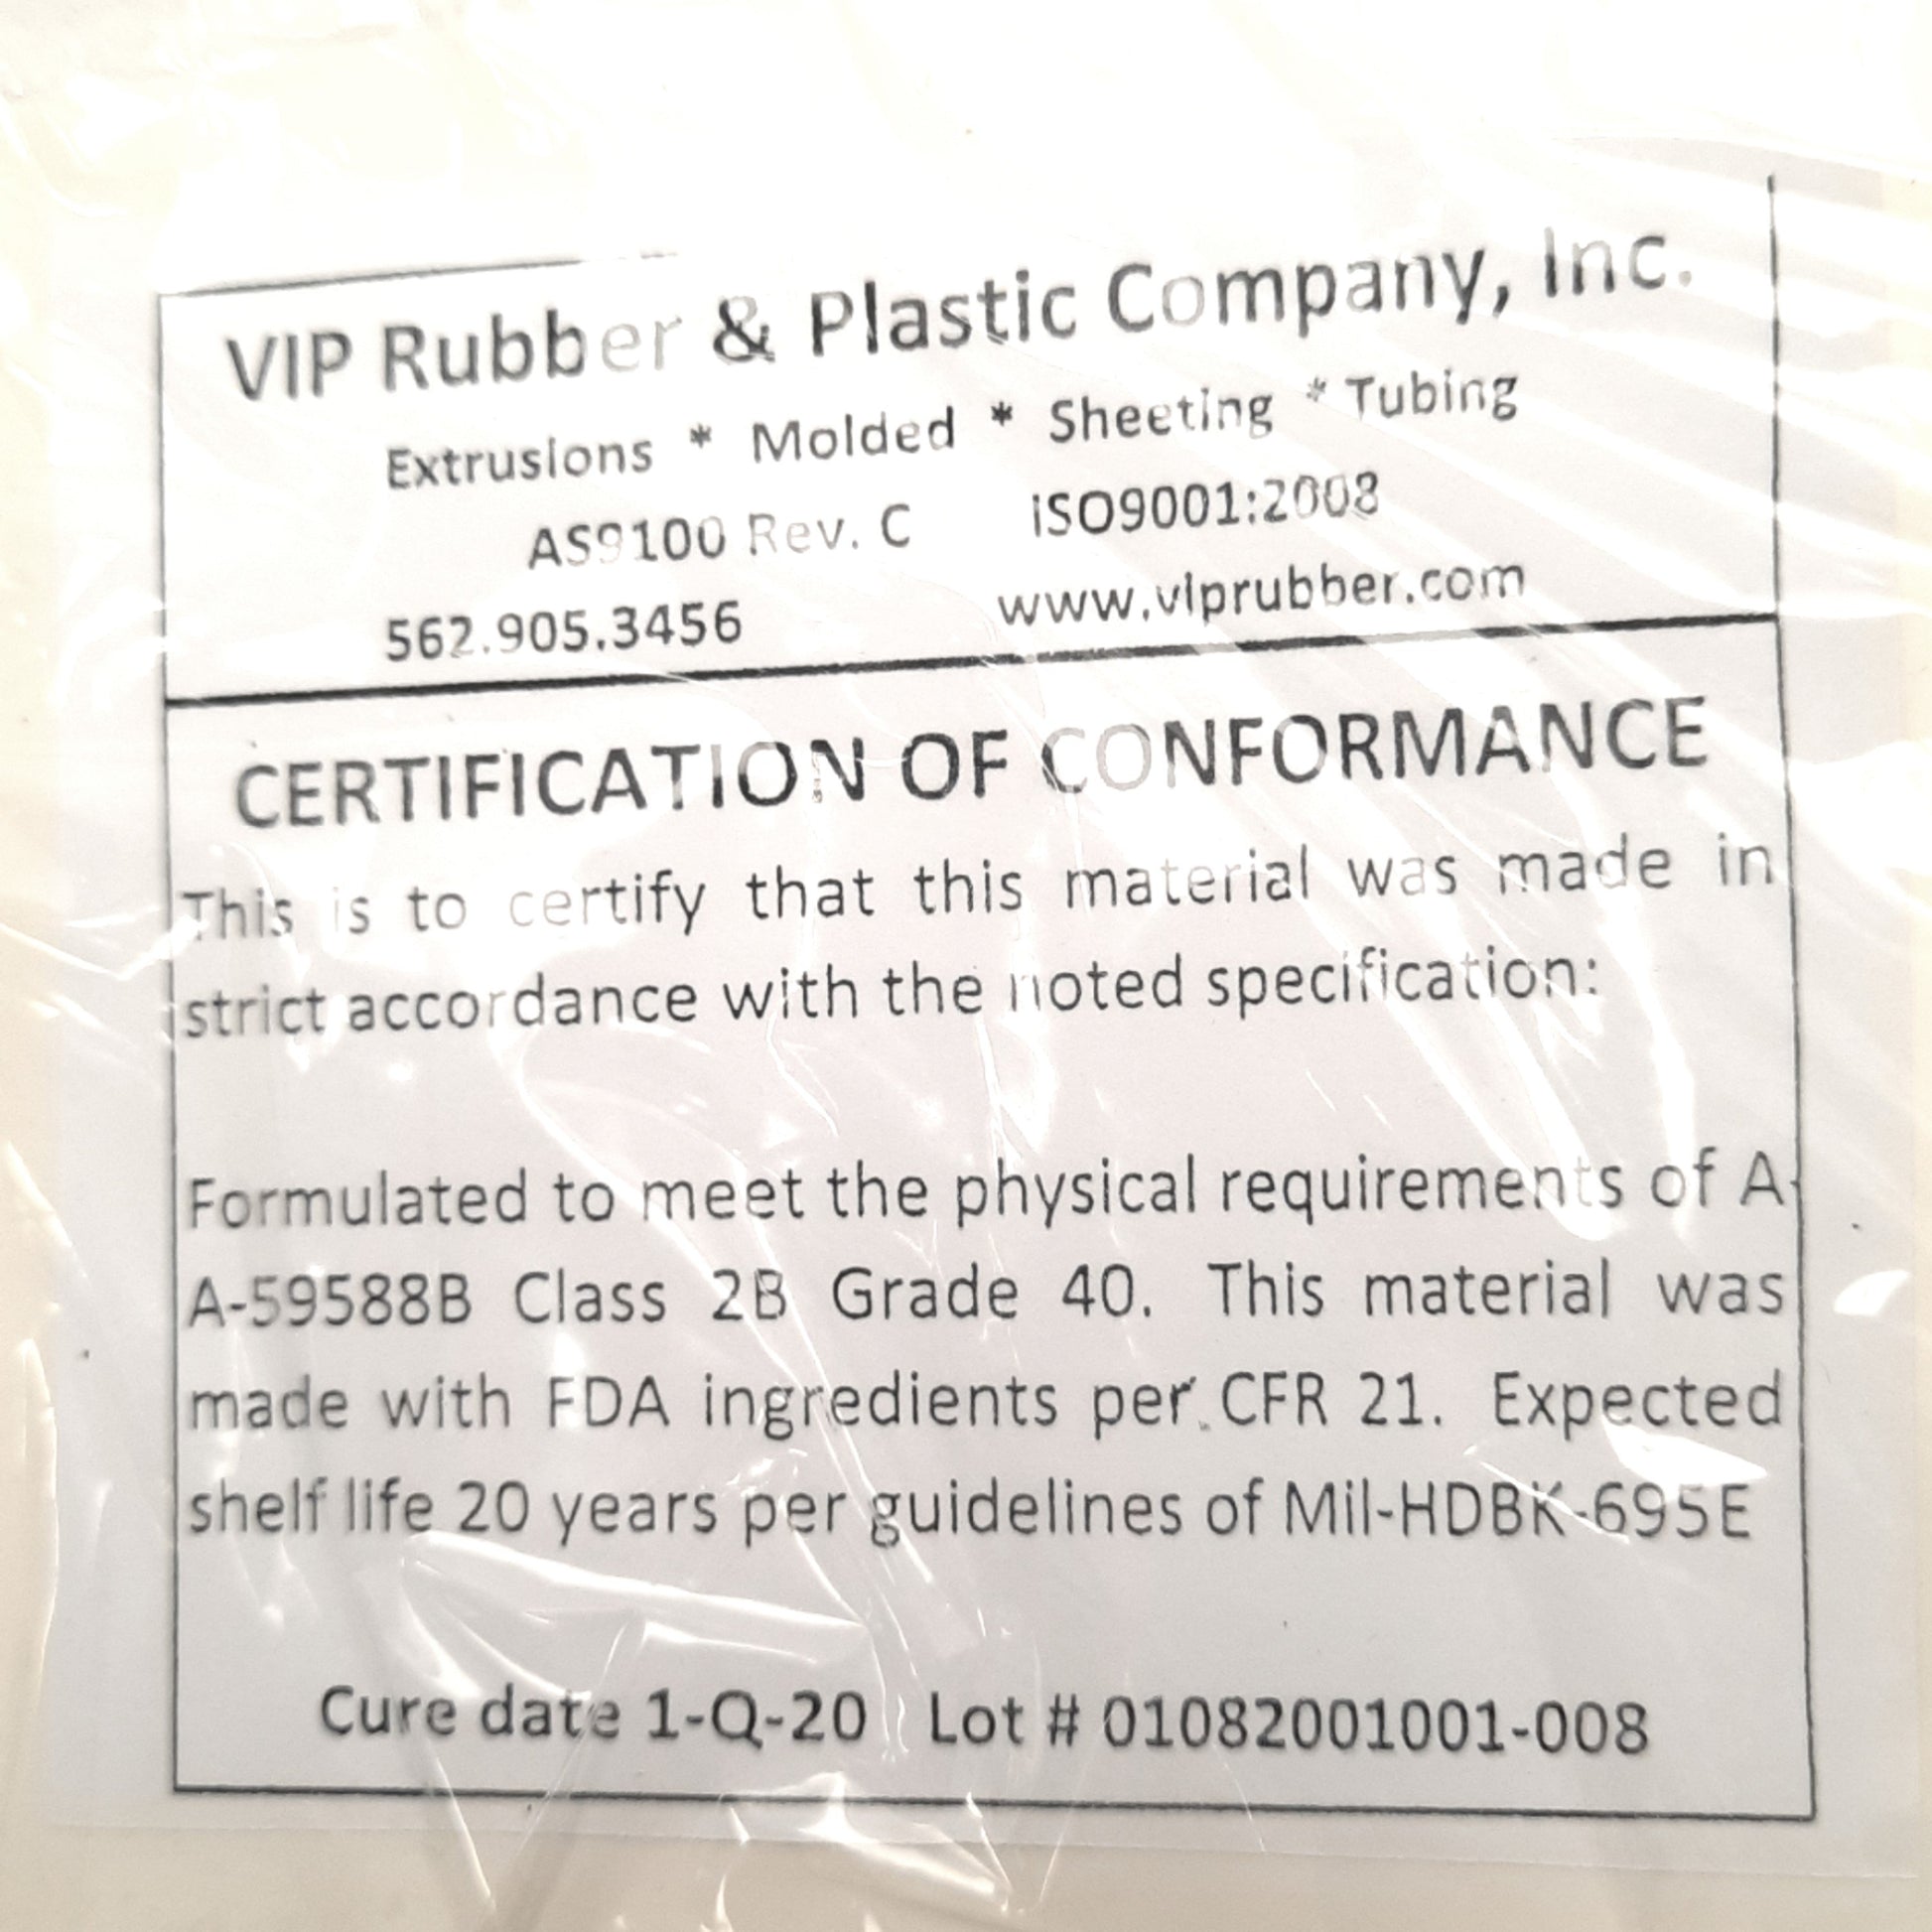 VIP Rubber & Plastic Company, Inc.
Extrusions * Molded * Sheeting * Tubing
AS9100 Rev. C ISO9001:2008
562.905.3456 www.viprubber.com
CERTIFICATION OF CONFORMANCE
This is to certify that this material was made in
strict accordance with the noted specification:
Formulated to meet the physical requirements of A-
A-59588B Class 2B Grade 40. This material was
made with FDA ingredients per CFR 21. Expected
shelf life 20 years per guidelines of Mil-HDBK-695E
Cure date 1-Q-20 Lot # 01082001001-008